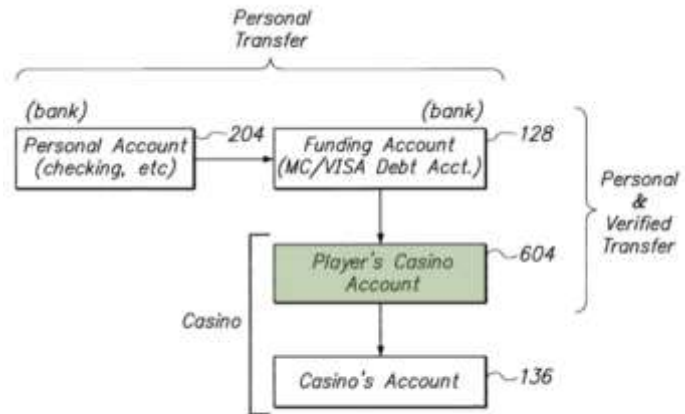 Personal
Transfer
(bank)
(bank)
Personal Account
(checking, etc)
204
Funding Account
(MC/VISA Debt Acct.)
128
Personal
&
Verified
Transfer
Player's Casino
Account
604
Casino
Casino's Account
136